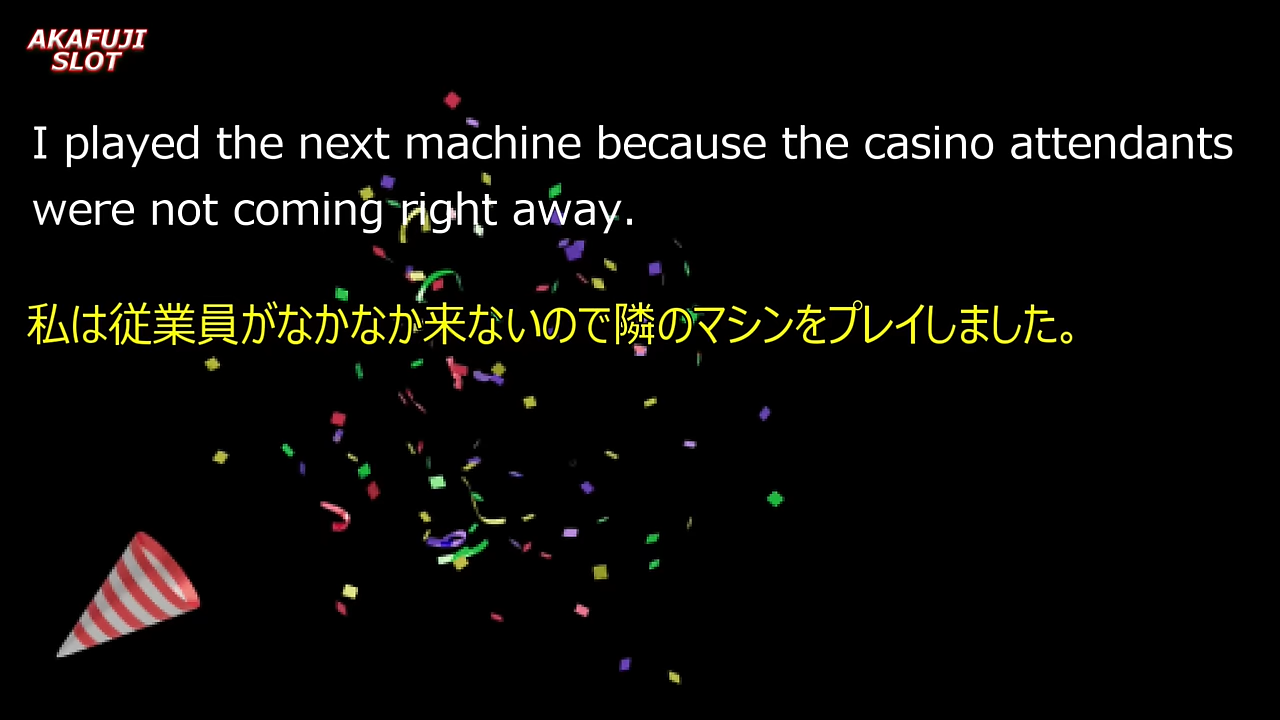 AKAFUJI
SLOT
I played the next machine because the casino attendants
were not coming right away.
私は従業員がなかなか来ないので隣のマシンをプレイしました。